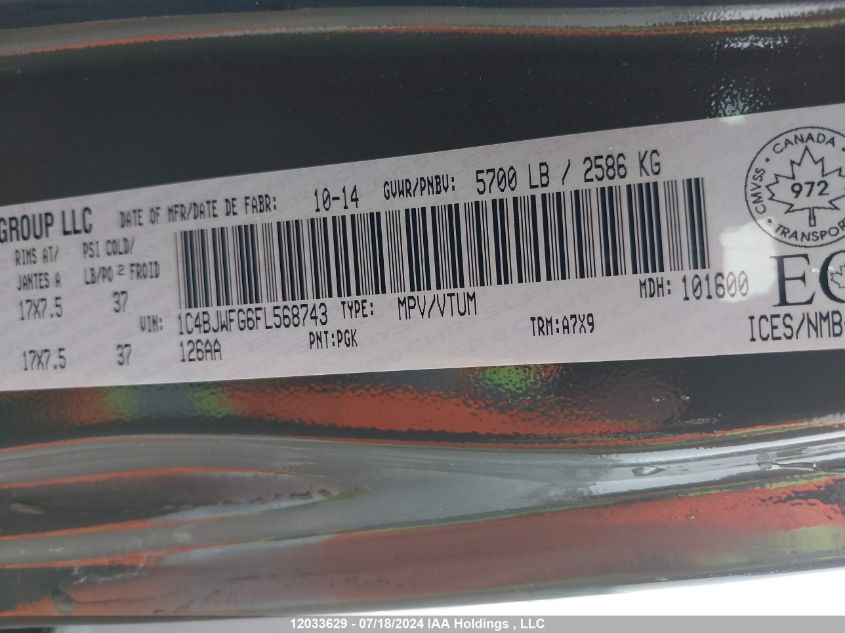 GROUP LLC DATE OF MFR/DATE DE FABR: 10-14 GVWR/PNBV: 5700 LB / 2586 KG
RIMS AT/ PSI COLD/
JANTES A LB/PO 2 FROID
17X7.5 37
VIN: 1C4BJWFG6FL568743 TYPE: MPV/VTUM MDH: 101600
17X7.5 37 126AA PNT:PGK TRM:A7X9
CANADA
CMVSS
972
TRANSPORT
EC
ICES/NMB-
12033629 - 07/18/2024 IAA Holdings , LLC